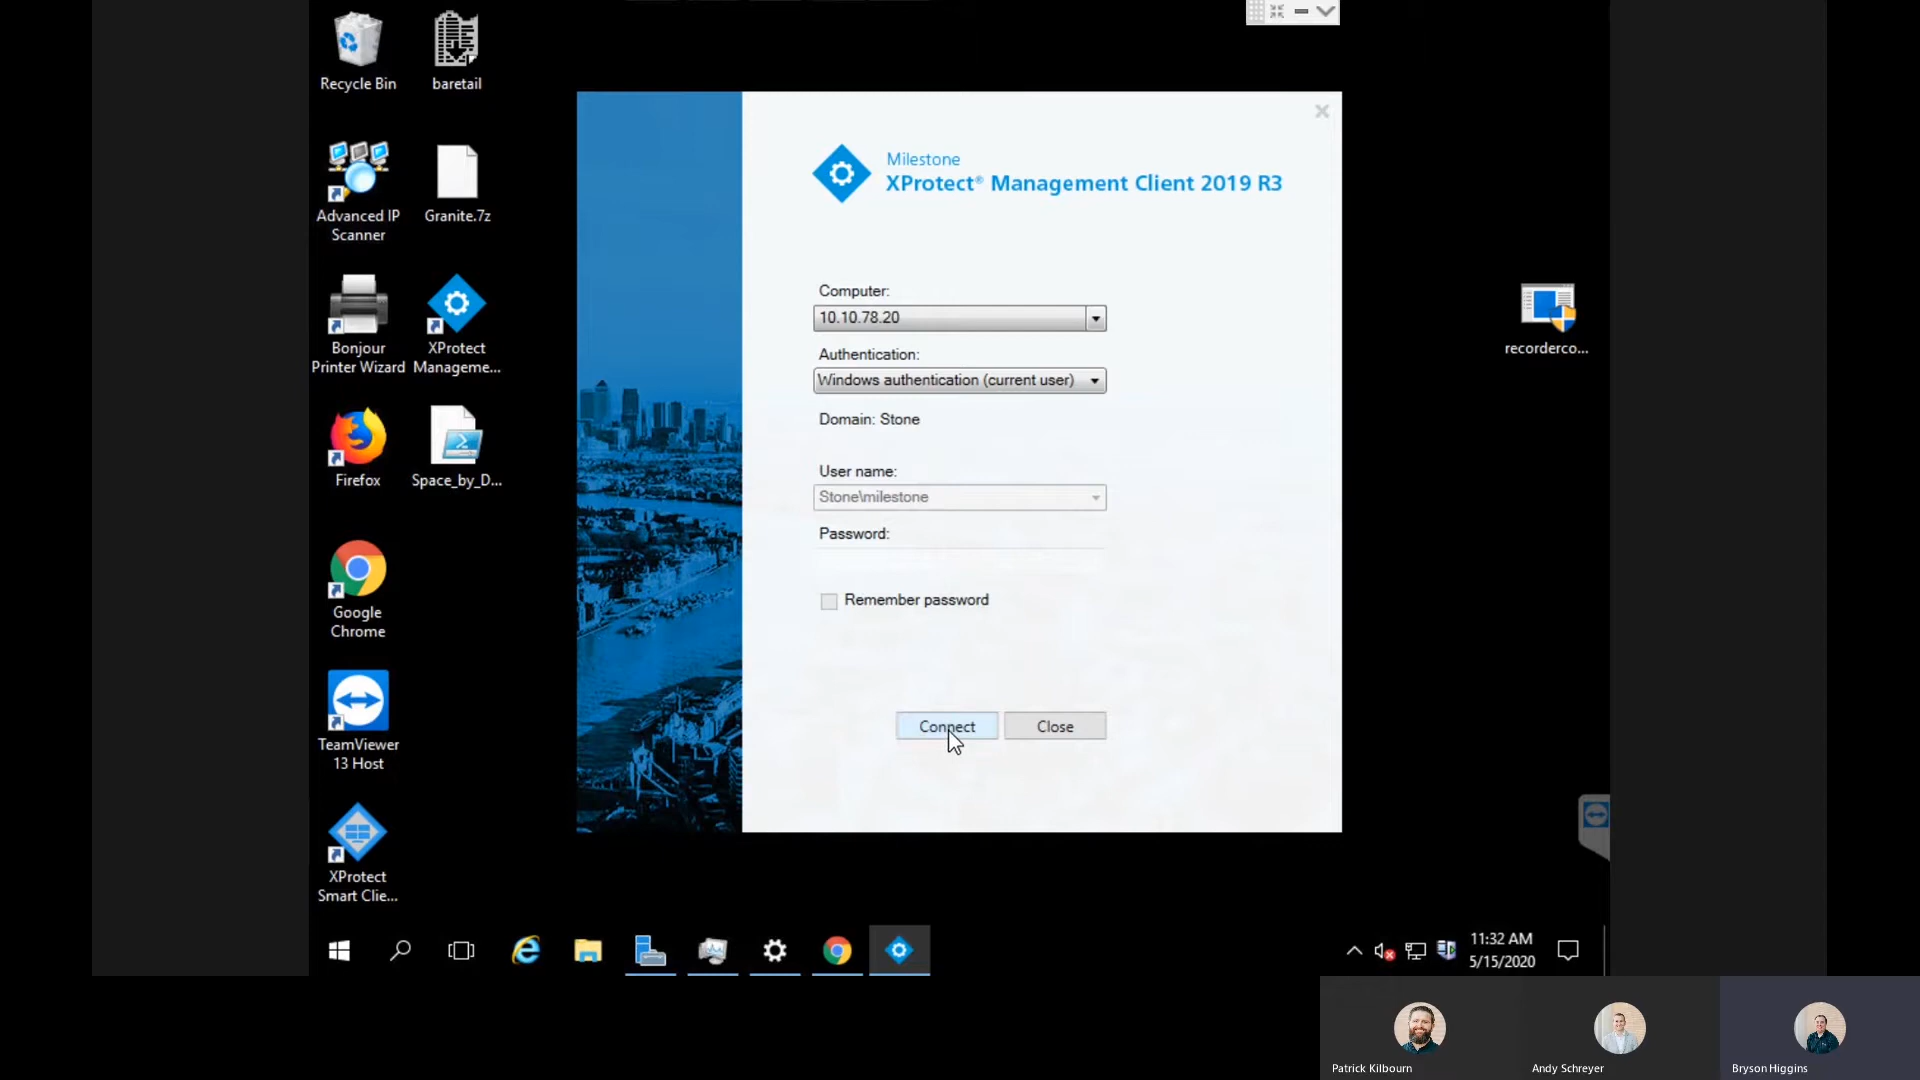 Recycle Bin
baretail
Advanced IP
Scanner
Granite.7z
Bonjour
Printer Wizard
XProtect
Manageme...
Firefox
Space_by_D...
Google
Chrome
TeamViewer
13 Host
XProtect
Smart Clie...
Milestone
XProtect® Management Client 2019 R3
Computer:
10.10.78.20
Authentication:
Windows authentication (current user)
Domain: Stone
User name:
Stone\milestone
Password:
Remember password
Connect
Close
recorderco...
11:32 AM
5/15/2020
Patrick Kilbourn
Andy Schreyer
Bryson Higgins